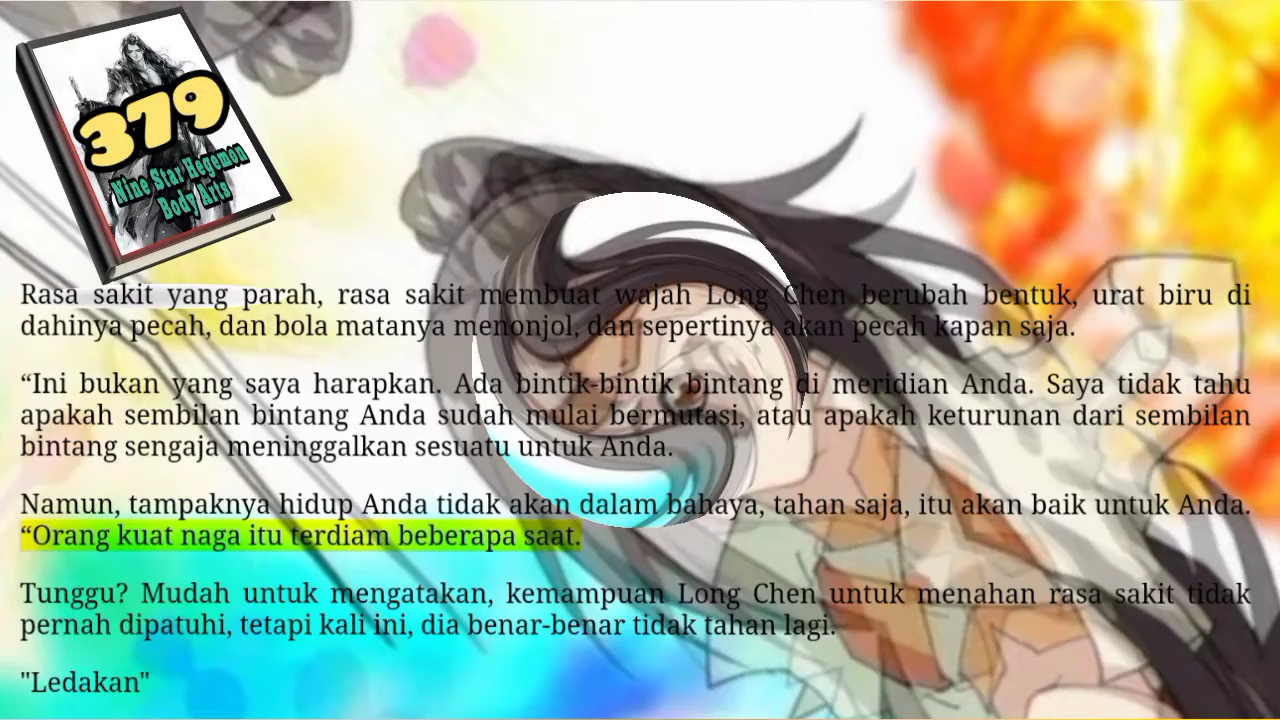 379
Nine Star Hegemon
Body Arts
Rasa sakit yang parah, rasa sakit membuat wajah Long Chen berubah bentuk, urat biru di
dahinya pecah, dan bola matanya menonjol, dan sepertinya akan pecah kapan saja.
“Ini bukan yang saya harapkan. Ada bintik-bintik bintang di meridian Anda. Saya tidak tahu
apakah sembilan bintang Anda sudah mulai bermutasi, atau apakah keturunan dari sembilan
bintang sengaja meninggalkan sesuatu untuk Anda.
Namun, tampaknya hidup Anda tidak akan dalam bahaya, tahan saja, itu akan baik untuk Anda.
“Orang kuat naga itu terdiam beberapa saat.
Tunggu? Mudah untuk mengatakan, kemampuan Long Chen untuk menahan rasa sakit tidak
pernah dipatuhi, tetapi kali ini, dia benar-benar tidak tahan lagi.
"Ledakan"